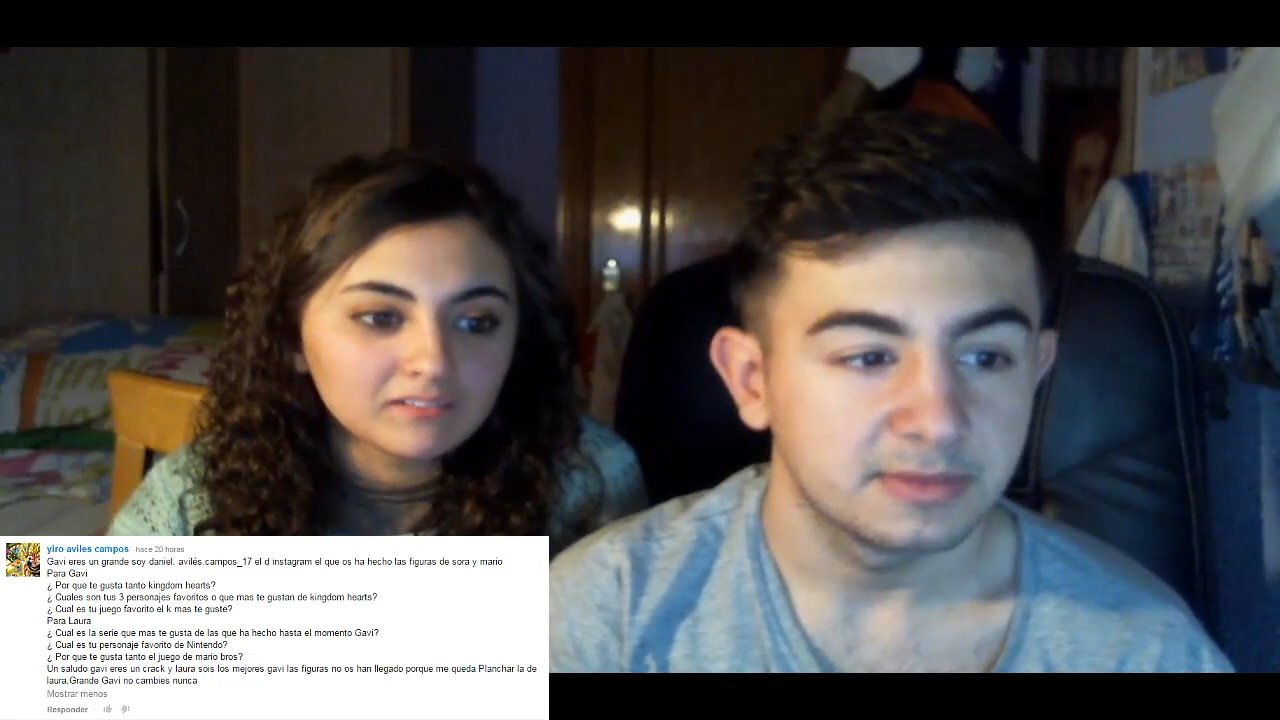 yiro aviles campos hace 20 horas
Gavi eres un grande soy daniel. avilés.campos_17 el d instagram el que os ha hecho las figuras de sora y mario
Para Gavi
¿ Por que te gusta tanto kingdom hearts?
¿ Cuales son tus 3 personajes favoritos o que mas te gustan de kingdom hearts?
¿ Cual es tu juego favorito el k mas te guste?
Para Laura
¿ Cual es la serie que mas te gusta de las que ha hecho hasta el momento Gavi?
¿ Cual es tu personaje favorito de Nintendo?
¿ Por que te gusta tanto el juego de mario bros?
Un saludo gavi eres un crack y laura sois los mejores gavi las figuras no os han llegado porque me queda Planchar la de
laura.Grande Gavi no cambies nunca
Mostrar menos
Responder